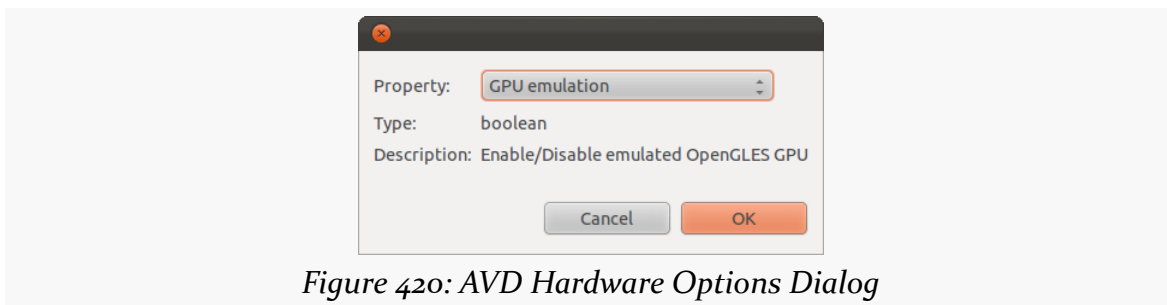 Property: GPU emulation
Type: boolean
Description: Enable/Disable emulated OpenGLES GPU
Cancel OK
Figure 420: AVD Hardware Options Dialog